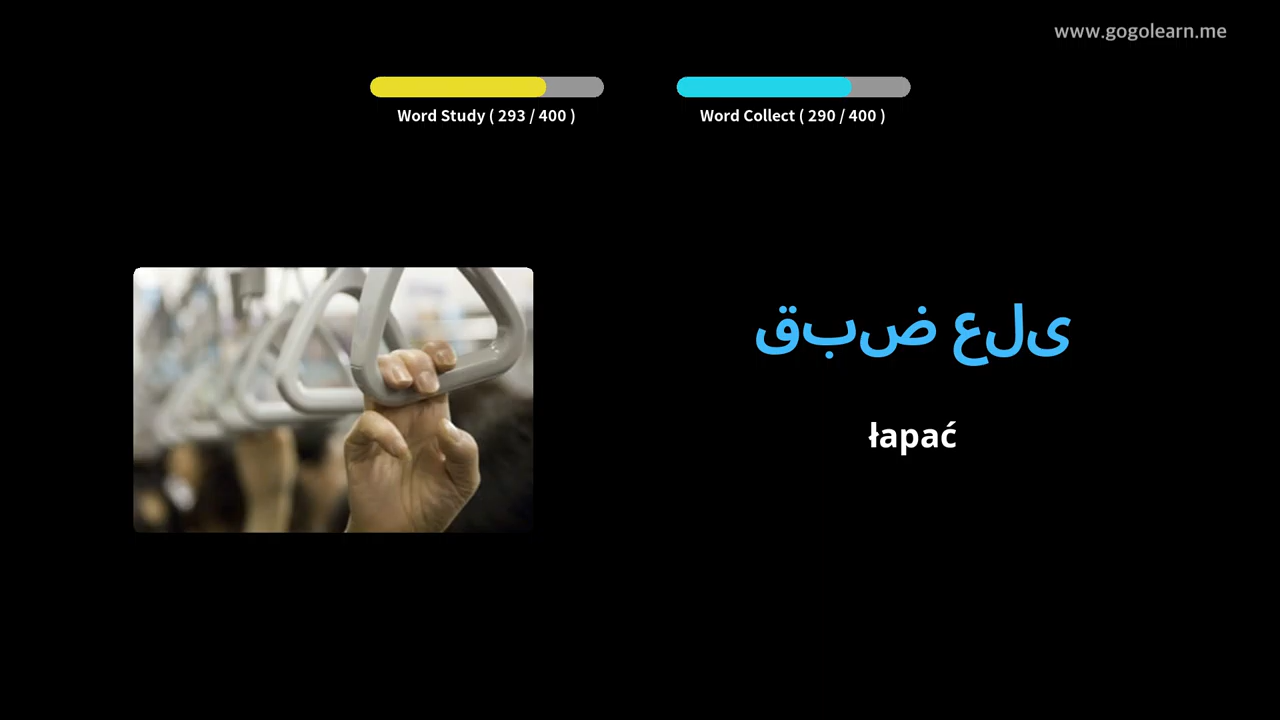 www.gogolearn.me
Word Study ( 293 / 400 )
Word Collect ( 290 / 400 )
قبض على
łapać